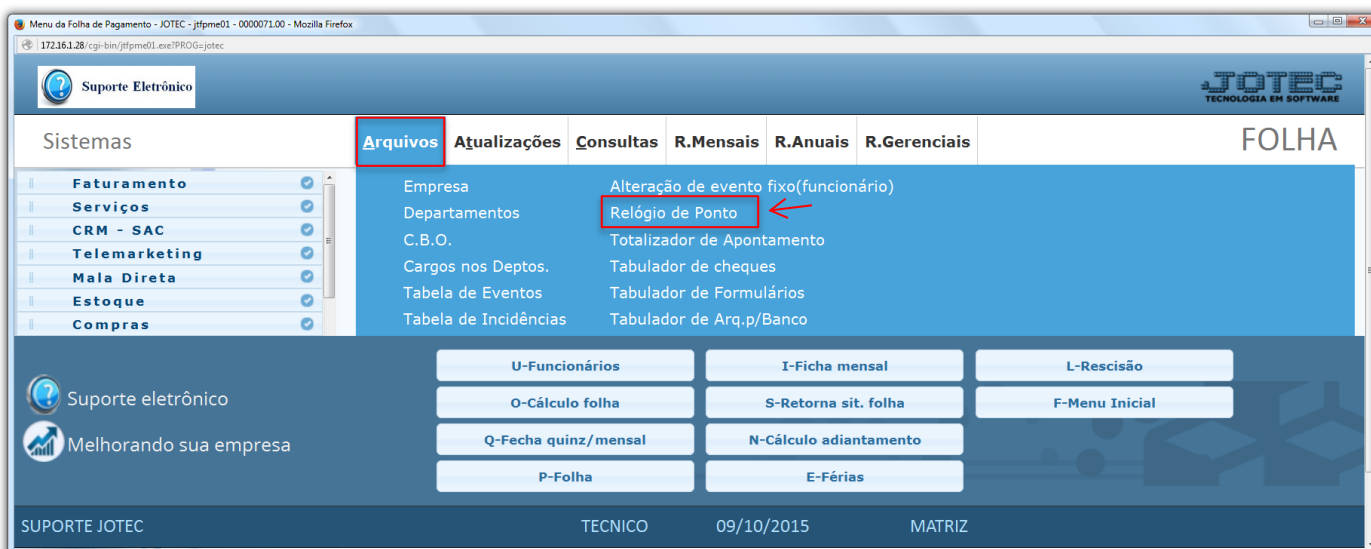 Menu da Folha de Pagamento - JOTEC - jtfpme01 - 0000071.00 - Mozilla Firefox
172.16.1.28/cgi-bin/jtfpme01.exe?PROG=jotec
Suporte Eletrônico
JOTEC
TECNOLOGIA EM SOFTWARE
Sistemas
Arquivos Atualizações Consultas R.Mensais R.Anuais R.Gerenciais
FOLHA
Faturamento
Serviços
CRM - SAC
Telemarketing
Mala Direta
Estoque
Compras
Empresa Alteração de evento fixo(funcionário)
Departamentos Relógio de Ponto
C.B.O. Totalizador de Apontamento
Cargos nos Deptos. Tabulador de cheques
Tabela de Eventos Tabulador de Formulários
Tabela de Incidências Tabulador de Arq.p/Banco
Suporte eletrônico
Melhorando sua empresa
U-Funcionários I-Ficha mensal L-Rescisão
O-Cálculo folha S-Retorna sit. folha F-Menu Inicial
Q-Fecha quinz/mensal N-Cálculo adiantamento
P-Folha E-Férias
SUPORTE JOTEC TECNICO 09/10/2015 MATRIZ